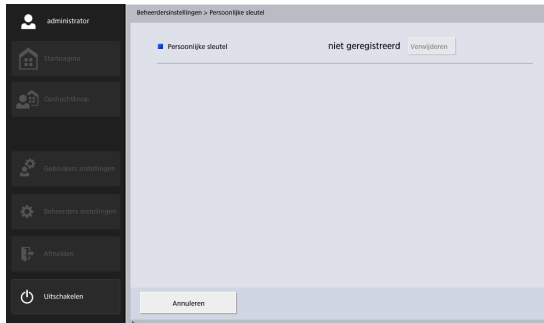 administrator
Startpagina
Opdrachtknop
Gebruikers instellingen
Beheerders instellingen
Afmelden
Uitschakelen
Beheerdersinstellingen > Persoonlijke sleutel
Persoonlijke sleutel niet geregistreerd Verwijderen
Annuleren